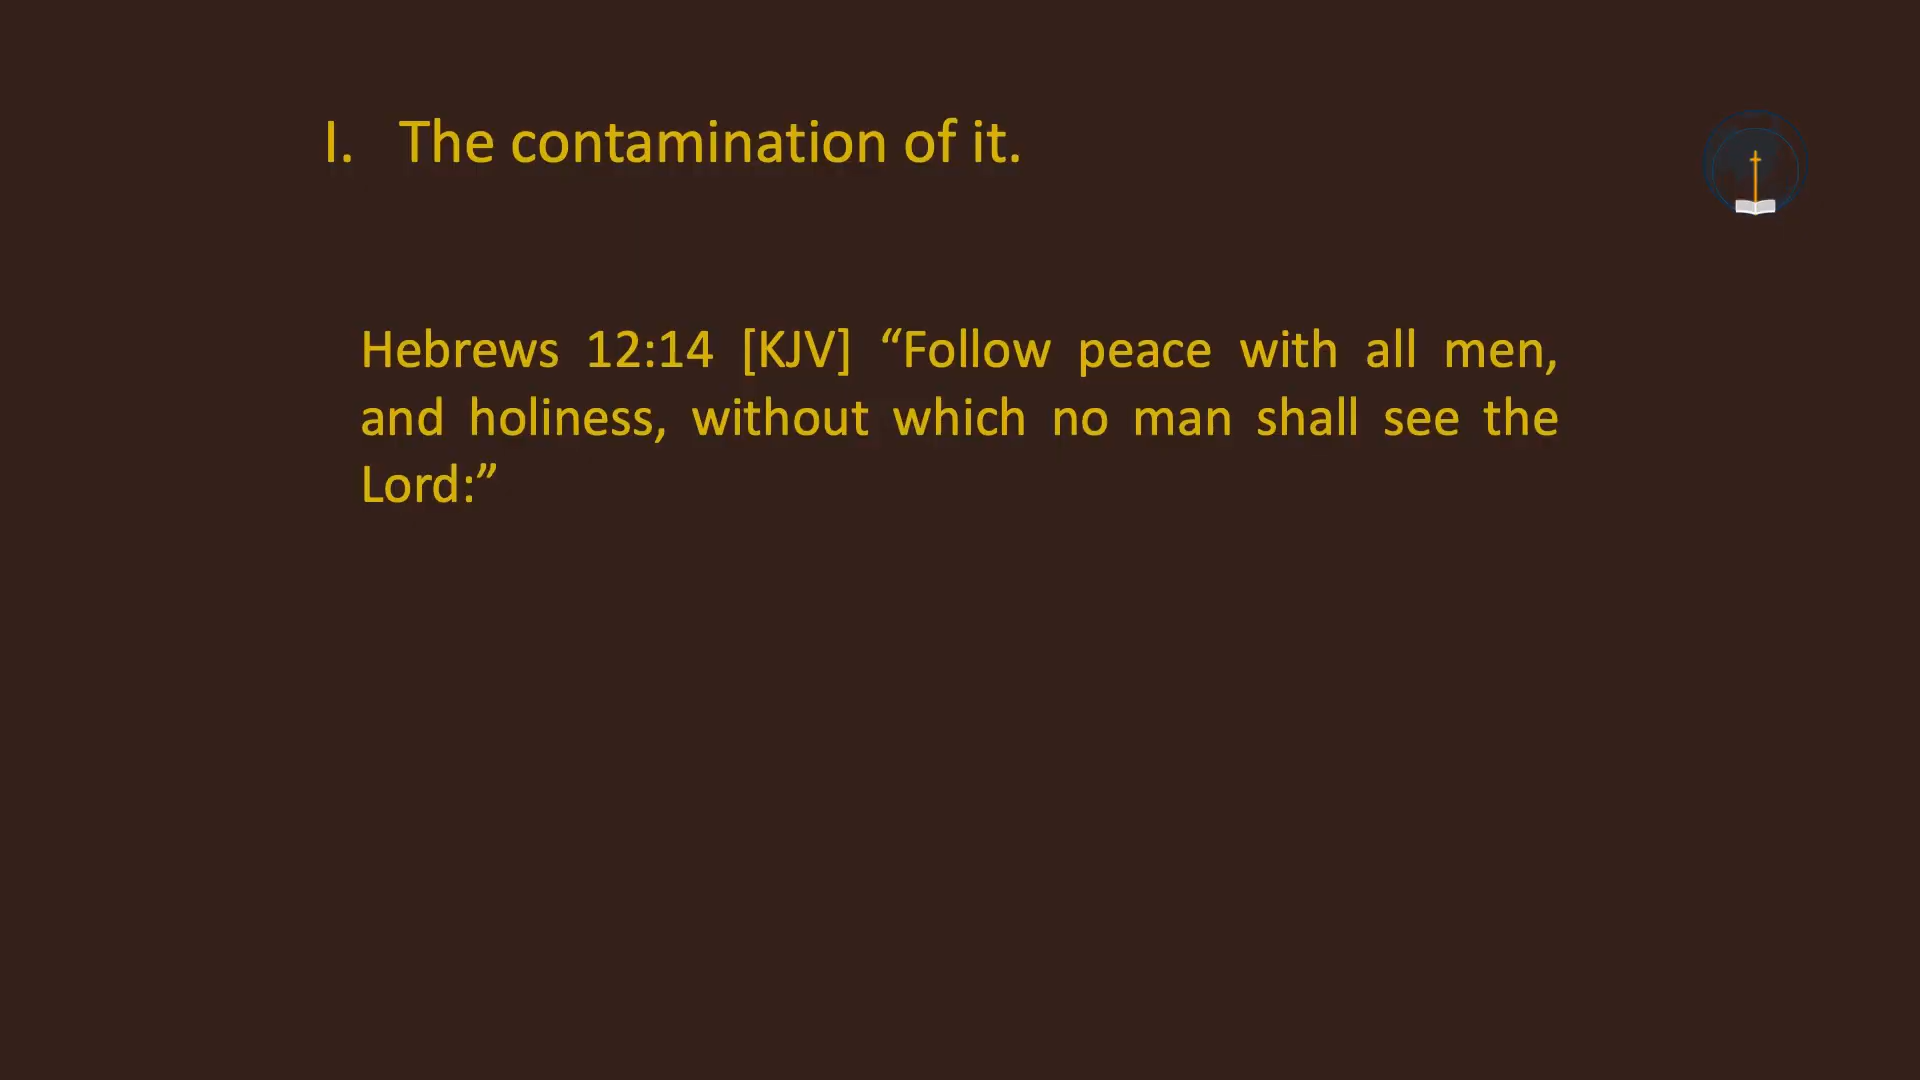 I. The contamination of it.
Hebrews 12:14 [KJV] “Follow peace with all men,
and holiness, without which no man shall see the
Lord:”